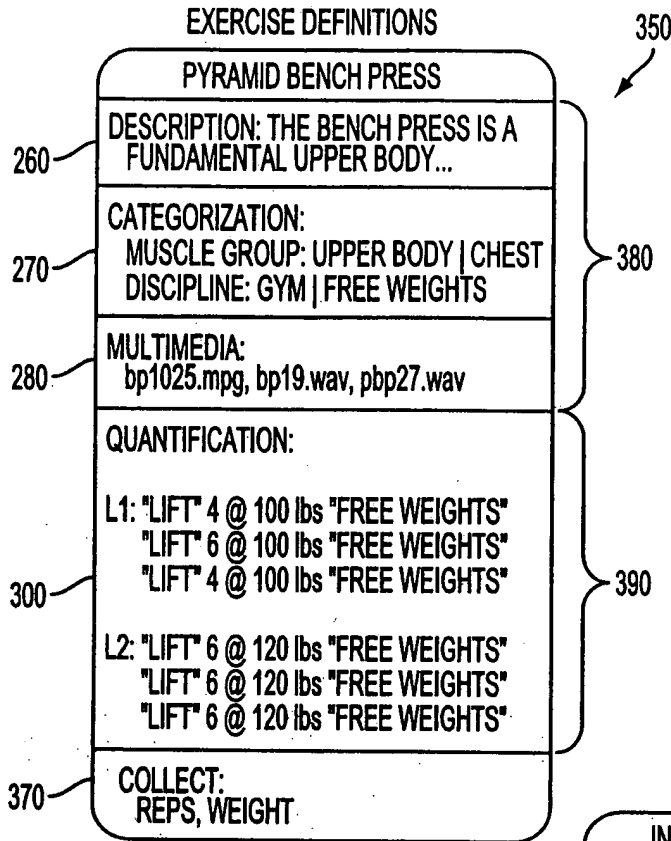 EXERCISE DEFINITIONS
350
PYRAMID BENCH PRESS
DESCRIPTION: THE BENCH PRESS IS A
FUNDAMENTAL UPPER BODY...
260
CATEGORIZATION:
MUSCLE GROUP: UPPER BODY | CHEST
DISCIPLINE: GYM | FREE WEIGHTS
270
380
MULTIMEDIA:
bp1025.mpg, bp19.wav, pbp27.wav
280
QUANTIFICATION:
L1: "LIFT" 4 @ 100 lbs "FREE WEIGHTS"
"LIFT" 6 @ 100 lbs "FREE WEIGHTS"
"LIFT" 4 @ 100 lbs "FREE WEIGHTS"
300
390
L2: "LIFT" 6 @ 120 lbs "FREE WEIGHTS"
"LIFT" 6 @ 120 lbs "FREE WEIGHTS"
"LIFT" 6 @ 120 lbs "FREE WEIGHTS"
COLLECT:
REPS, WEIGHT
370